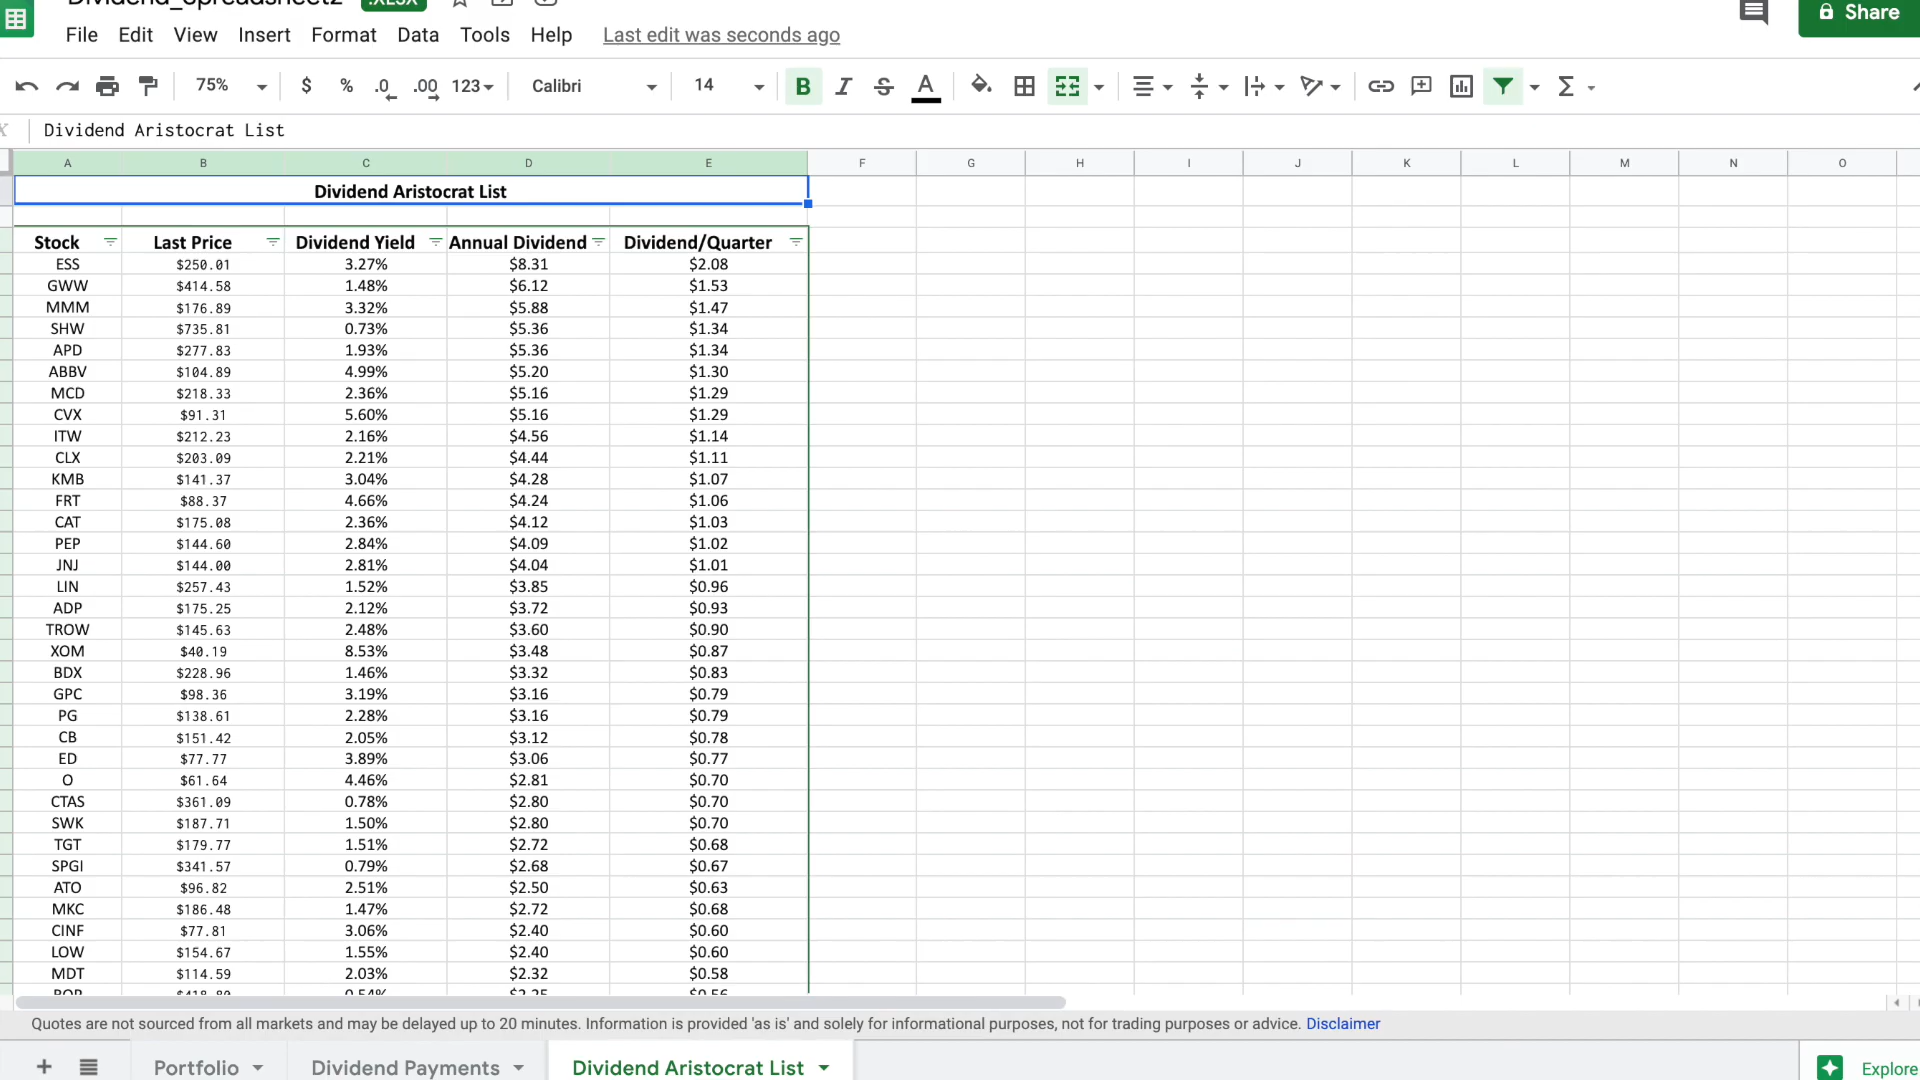 Dividend_Spreadsheet2 .XLSX
File Edit View Insert Format Data Tools Help Last edit was seconds ago
Share
75% $ % .0 .00 123 Calibri 14 B I S A Σ
Dividend Aristocrat List
A B C D E F G H I J K L M N O
Dividend Aristocrat List
Stock Last Price Dividend Yield Annual Dividend Dividend/Quarter
ESS $250.01 3.27% $8.31 $2.08
GWW $414.58 1.48% $6.12 $1.53
MMM $176.89 3.32% $5.88 $1.47
SHW $735.81 0.73% $5.36 $1.34
APD $277.83 1.93% $5.36 $1.34
ABBV $104.89 4.99% $5.20 $1.30
MCD $218.33 2.36% $5.16 $1.29
CVX $91.31 5.60% $5.16 $1.29
ITW $212.23 2.16% $4.56 $1.14
CLX $203.09 2.21% $4.44 $1.11
KMB $141.37 3.04% $4.28 $1.07
FRT $88.37 4.66% $4.24 $1.06
CAT $175.08 2.36% $4.12 $1.03
PEP $144.60 2.84% $4.09 $1.02
JNJ $144.00 2.81% $4.04 $1.01
LIN $257.43 1.52% $3.85 $0.96
ADP $175.25 2.12% $3.72 $0.93
TROW $145.63 2.48% $3.60 $0.90
XOM $40.19 8.53% $3.48 $0.87
BDX $228.96 1.46% $3.32 $0.83
GPC $98.36 3.19% $3.16 $0.79
PG $138.61 2.28% $3.16 $0.79
CB $151.42 2.05% $3.12 $0.78
ED $77.77 3.89% $3.06 $0.77
O $61.64 4.46% $2.81 $0.70
CTAS $361.09 0.78% $2.80 $0.70
SWK $187.71 1.50% $2.80 $0.70
TGT $179.77 1.51% $2.72 $0.68
SPGI $341.57 0.79% $2.68 $0.67
ATO $96.82 2.51% $2.50 $0.63
MKC $186.48 1.47% $2.72 $0.68
CINF $77.81 3.06% $2.40 $0.60
LOW $154.67 1.55% $2.40 $0.60
MDT $114.59 2.03% $2.32 $0.58
Quotes are not sourced from all markets and may be delayed up to 20 minutes. Information is provided 'as is' and solely for informational purposes, not for trading purposes or advice. Disclaimer
Portfolio Dividend Payments Dividend Aristocrat List Explore